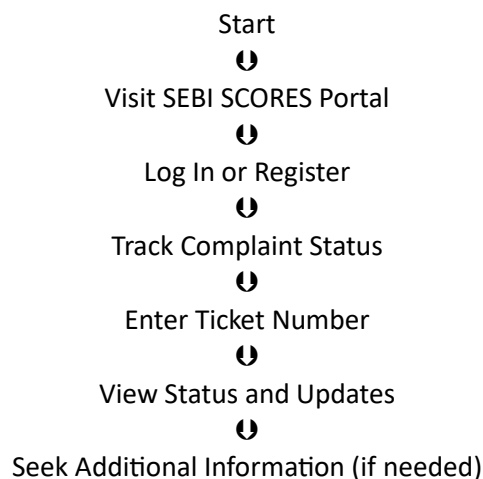 Start
Visit SEBI SCORES Portal
Log In or Register
Track Complaint Status
Enter Ticket Number
View Status and Updates
Seek Additional Information (if needed)